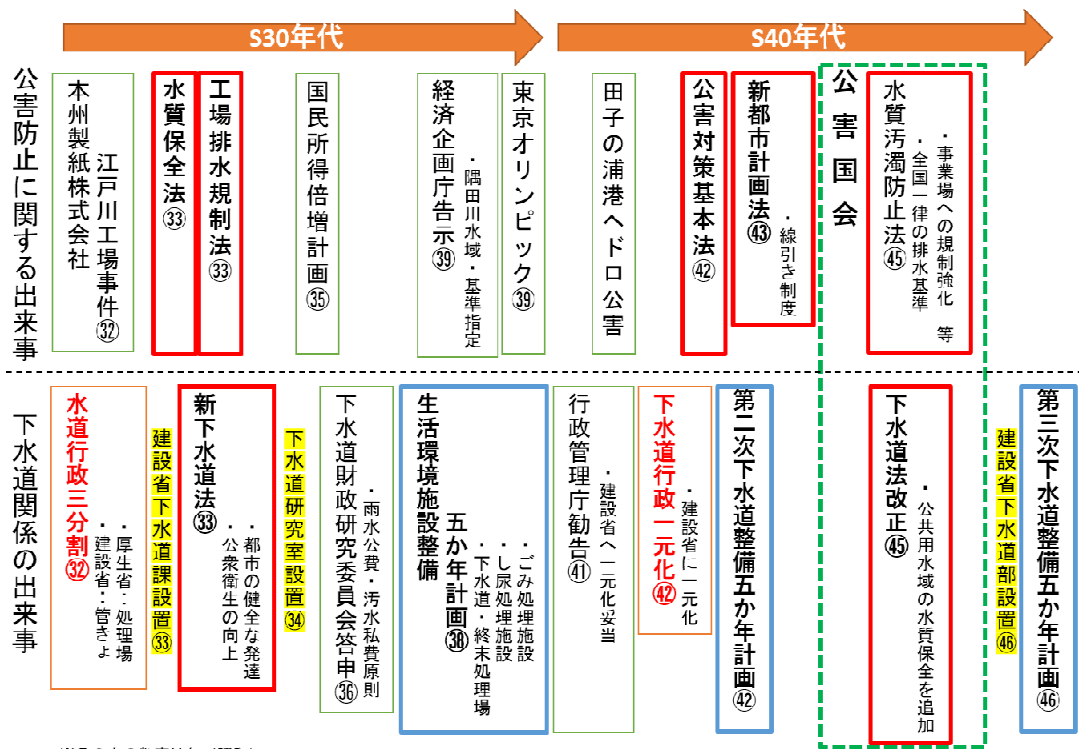 S30年代
S40年代
公害防止に関する出来事
本州製紙株式会社
江戸川工場事件㉜
水質保全法㉝
工場排水規制法㉝
国民所得倍増計画㉟
経済企画庁告示㊴
・隅田川水域・基準指定
東京オリンピック㊴
田子の浦港ヘドロ公害
公害対策基本法㊷
新都市計画法㊸
・線引き制度
公害国会
水質汚濁防止法㊺
・全国一律の排水基準
・事業場への規制強化 等
下水道関係の出来事
水道行政三分割㉜
・建設省：管きょ
・厚生省：処理場
建設省下水道課設置㉝
新下水道法㉝
・公衆衛生の向上
・都市の健全な発達
下水道研究室設置㉞
下水道財政研究委員会答申㊱
・雨水公費・汚水私費原則
生活環境施設整備
五か年計画㊳
・下水道・終末処理場
・し尿処理施設
・ごみ処理施設
行政管理庁勧告㊶
・建設省へ一元化妥当
下水道行政一元化㊷
・建設省に一元化
第二次下水道整備五か年計画㊷
下水道法改正㊺
・公共用水域の水質保全を追加
建設省下水道部設置㊻
第三次下水道整備五か年計画㊻